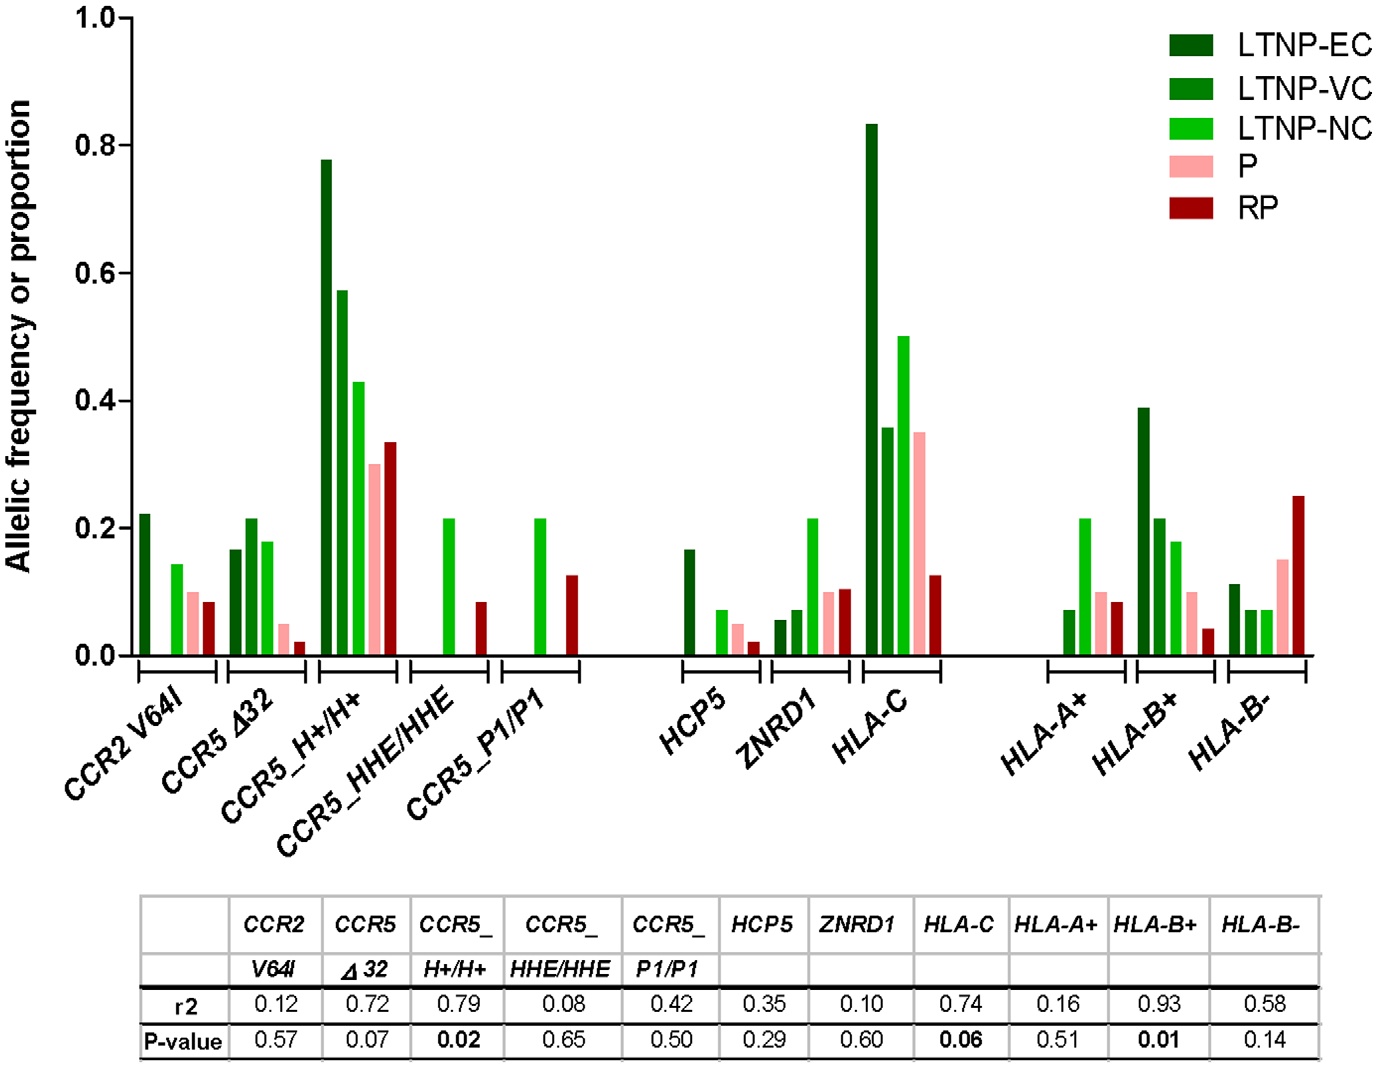 Allelic frequency or proportion
1.0
0.8
0.6
0.4
0.2
0.0
LTNP-EC
LTNP-VC
LTNP-NC
P
RP
CCR2 V64I
CCR5 Δ32
CCR5_H+/H+
CCR5_HHE/HHE
CCR5_P1/P1
HCP5
ZNRD1
HLA-C
HLA-A+
HLA-B+
HLA-B-
CCR2 CCR5 CCR5_ CCR5_ CCR5_ HCP5 ZNRD1 HLA-C HLA-A+ HLA-B+ HLA-B-
V64I Δ 32 H+/H+ HHE/HHE P1/P1
r2 0.12 0.72 0.79 0.08 0.42 0.35 0.10 0.74 0.16 0.93 0.58
P-value 0.57 0.07 0.02 0.65 0.50 0.29 0.60 0.06 0.51 0.01 0.14